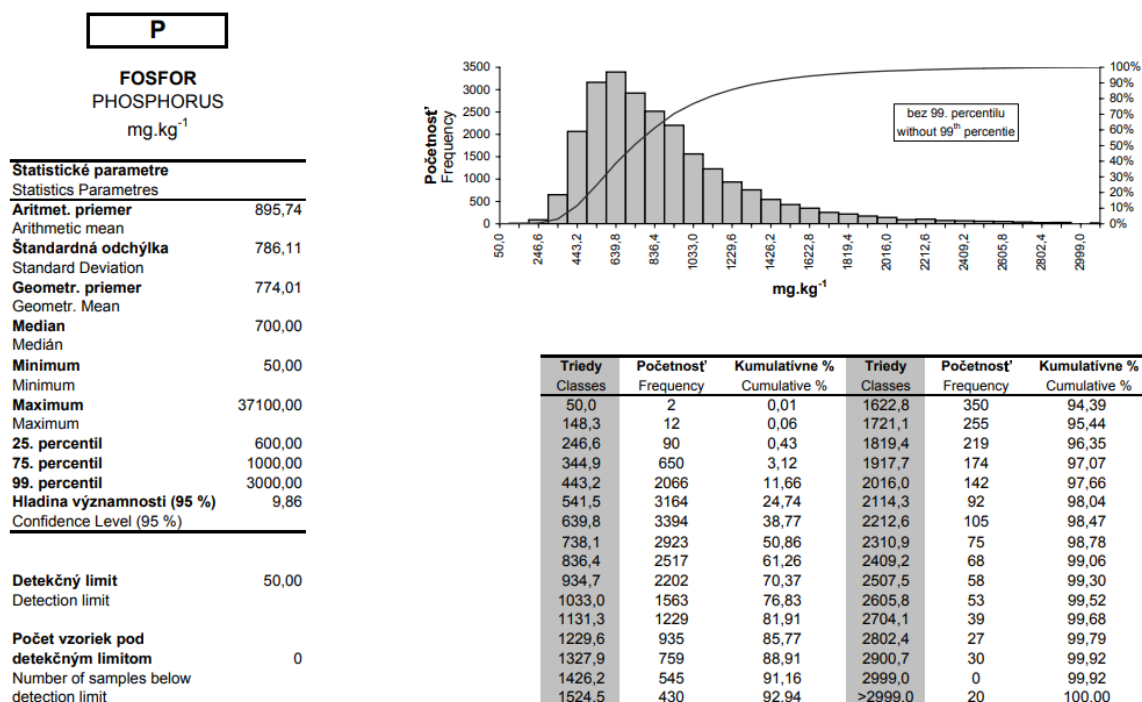 P
FOSFOR
PHOSPHORUS
mg.kg-1
Štatistické parametre
Statistics Parametres
Aritmet. priemer 895,74
Arithmetic mean
Štandardná odchýlka 786,11
Standard Deviation
Geometr. priemer 774,01
Geometr. Mean
Median 700,00
Medián
Minimum 50,00
Minimum
Maximum 37100,00
Maximum
25. percentil 600,00
75. percentil 1000,00
99. percentil 3000,00
Hladina významnosti (95 %) 9,86
Confidence Level (95 %)
Detekčný limit 50,00
Detection limit
Počet vzoriek pod
detekčným limitom 0
Number of samples below
detection limit
Početnosť
Frequency
3500
3000
2500
2000
1500
1000
500
0
100%
90%
80%
70%
60%
50%
40%
30%
20%
10%
0%
bez 99. percentilu
without 99th percentie
50,0 246,6 443,2 639,8 836,4 1033,0 1229,6 1426,2 1622,8 1819,4 2016,0 2212,6 2409,2 2605,8 2802,4 2999,0
mg.kg-1
Triedy Početnosť Kumulatívne % Triedy Početnosť Kumulatívne %
Classes Frequency Cumulative % Classes Frequency Cumulative %
50,0 2 0,01 1622,8 350 94,39
148,3 12 0,06 1721,1 255 95,44
246,6 90 0,43 1819,4 219 96,35
344,9 650 3,12 1917,7 174 97,07
443,2 2066 11,66 2016,0 142 97,66
541,5 3164 24,74 2114,3 92 98,04
639,8 3394 38,77 2212,6 105 98,47
738,1 2923 50,86 2310,9 75 98,78
836,4 2517 61,26 2409,2 68 99,06
934,7 2202 70,37 2507,5 58 99,30
1033,0 1563 76,83 2605,8 53 99,52
1131,3 1229 81,91 2704,1 39 99,68
1229,6 935 85,77 2802,4 27 99,79
1327,9 759 88,91 2900,7 30 99,92
1426,2 545 91,16 2999,0 0 99,92
1524,5 430 92,94 >2999,0 20 100,00